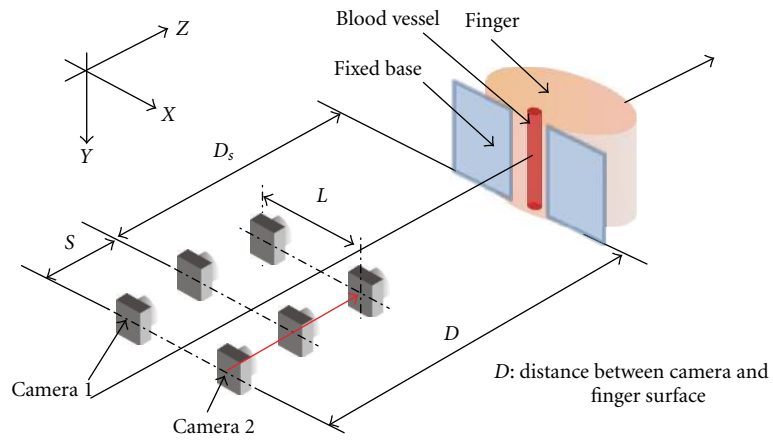 Blood vessel
Finger
Fixed base
Z
X
Y
D_s
L
S
D
Camera 1
Camera 2
D: distance between camera and
finger surface